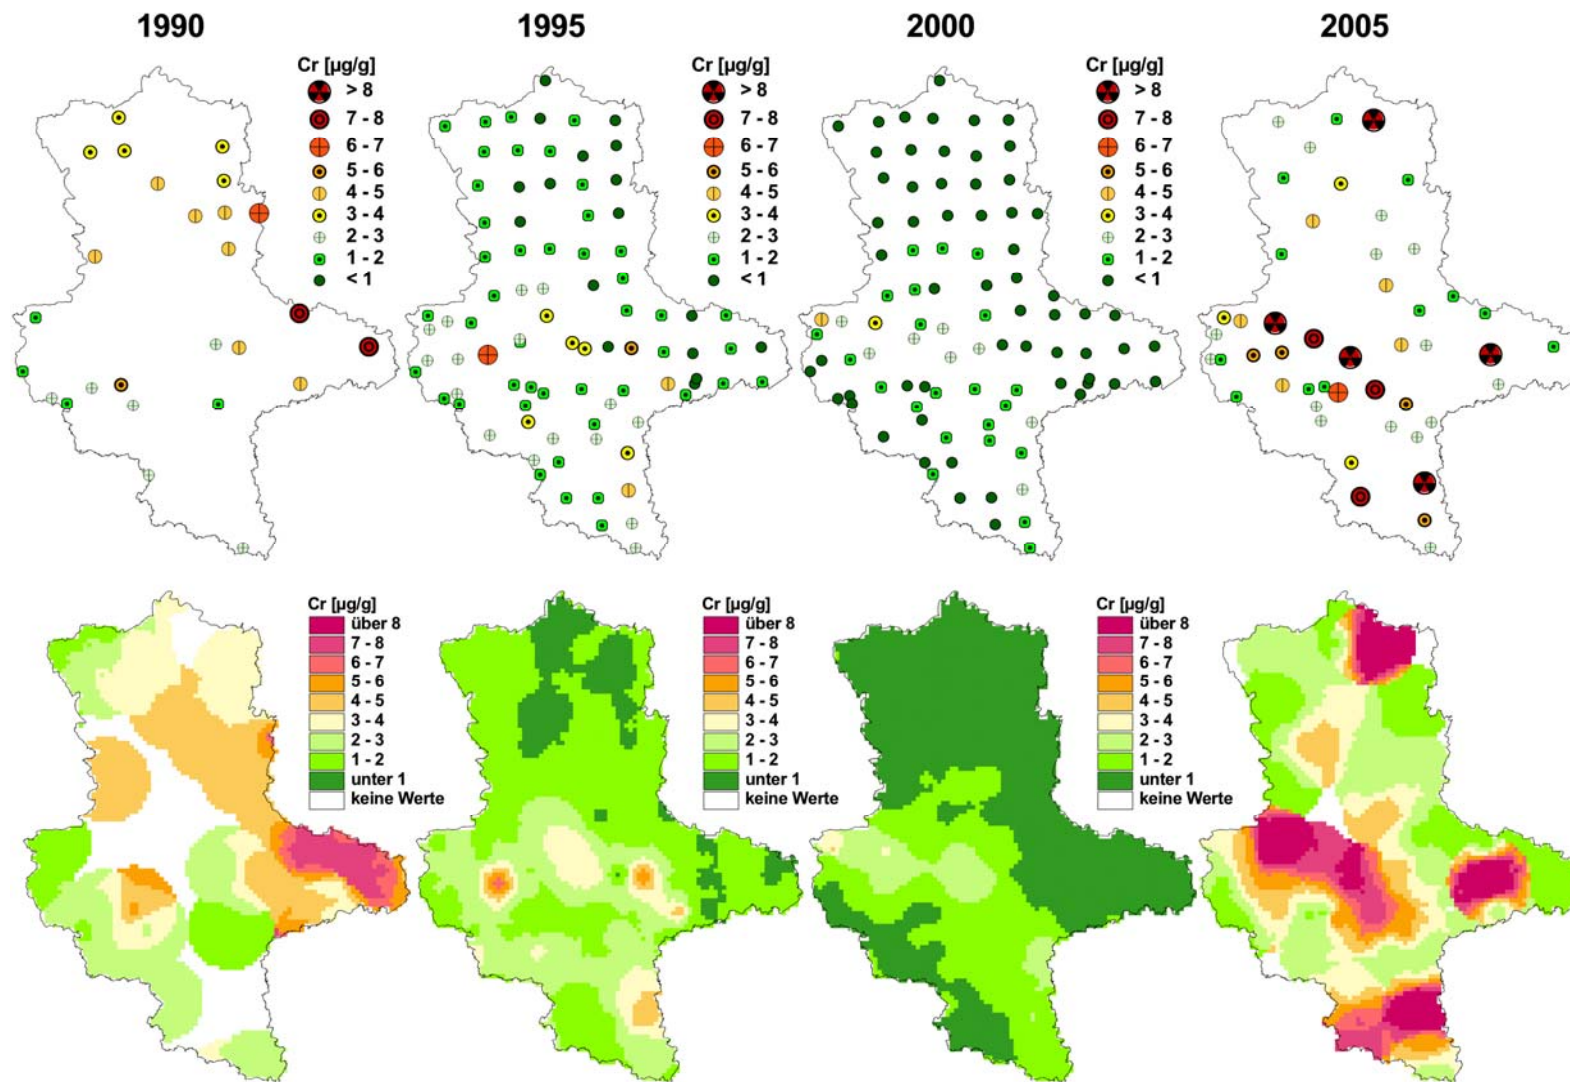 1990
1995
2000
2005
Cr [µg/g]
> 8
7 - 8
6 - 7
5 - 6
4 - 5
3 - 4
2 - 3
1 - 2
< 1
Cr [µg/g]
> 8
7 - 8
6 - 7
5 - 6
4 - 5
3 - 4
2 - 3
1 - 2
< 1
Cr [µg/g]
> 8
7 - 8
6 - 7
5 - 6
4 - 5
3 - 4
2 - 3
1 - 2
< 1
Cr [µg/g]
über 8
7 - 8
6 - 7
5 - 6
4 - 5
3 - 4
2 - 3
1 - 2
unter 1
keine Werte
Cr [µg/g]
über 8
7 - 8
6 - 7
5 - 6
4 - 5
3 - 4
2 - 3
1 - 2
unter 1
keine Werte
Cr [µg/g]
über 8
7 - 8
6 - 7
5 - 6
4 - 5
3 - 4
2 - 3
1 - 2
unter 1
keine Werte